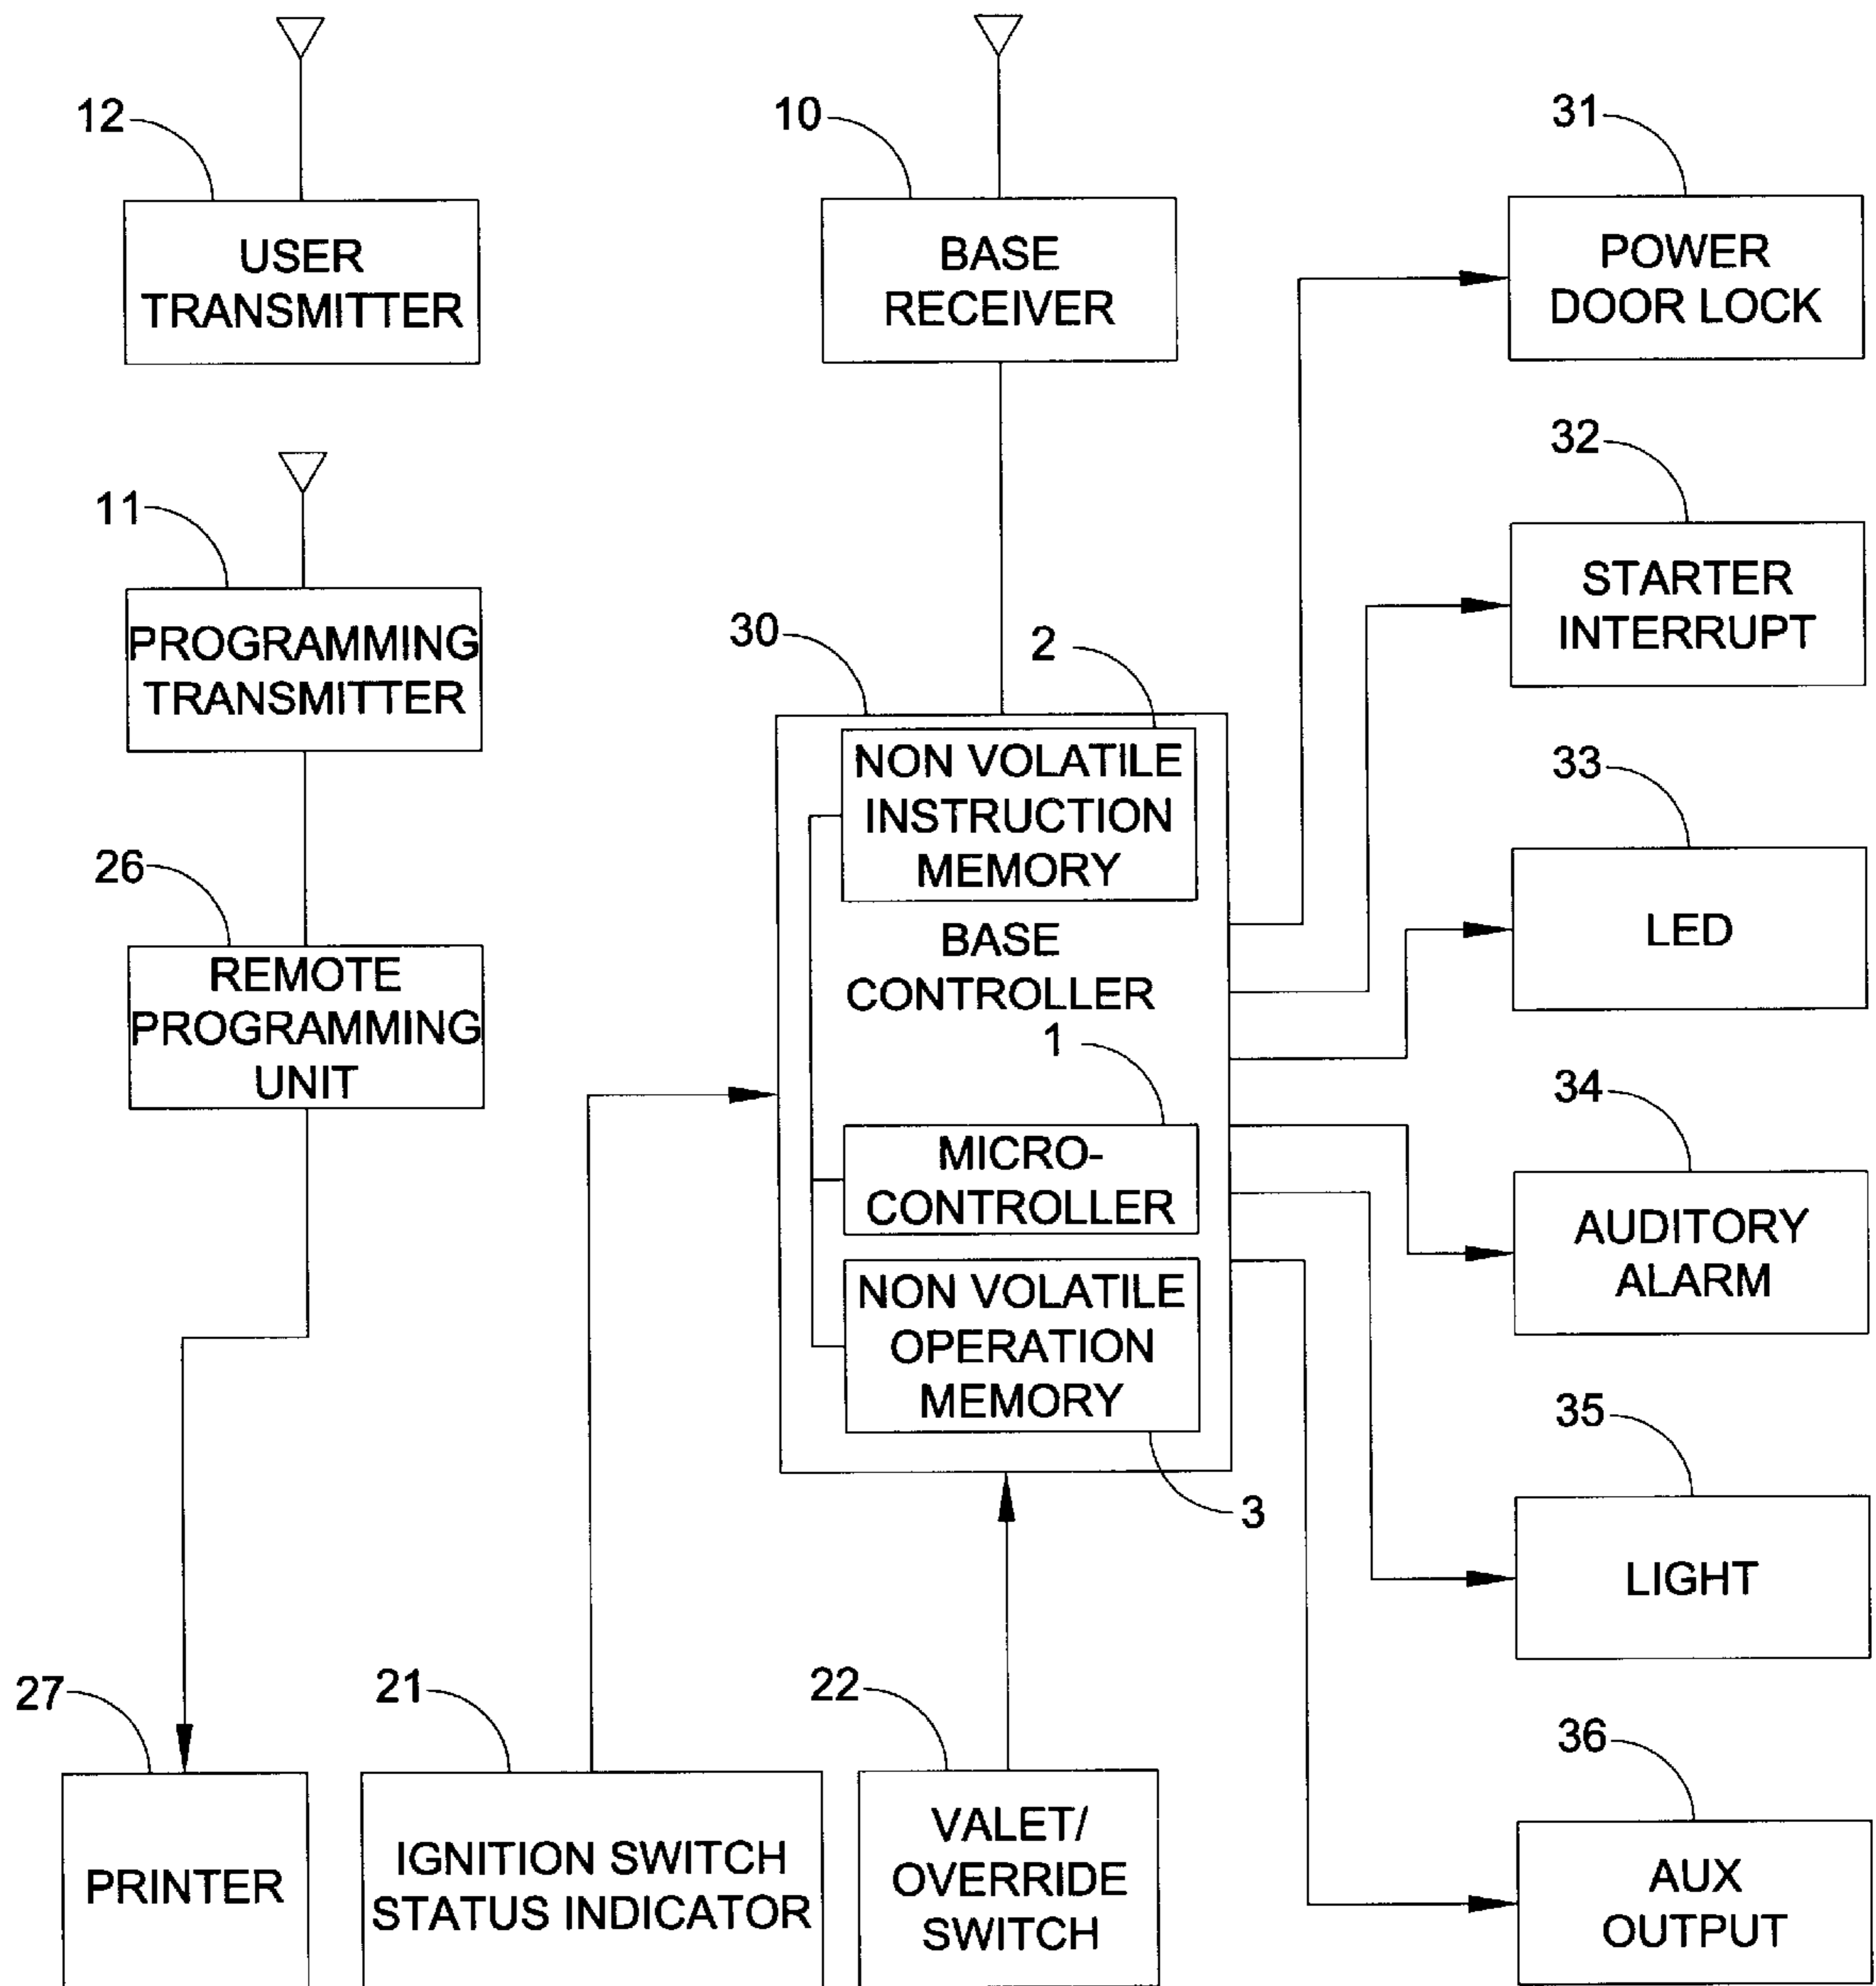 12
USER
TRANSMITTER
10
BASE
RECEIVER
31
POWER
DOOR LOCK
11
PROGRAMMING
TRANSMITTER
32
STARTER
INTERRUPT
26
REMOTE
PROGRAMMING
UNIT
30
2
NON VOLATILE
INSTRUCTION
MEMORY
BASE
CONTROLLER
1
MICRO-
CONTROLLER
NON VOLATILE
OPERATION
MEMORY
3
33
LED
34
AUDITORY
ALARM
35
LIGHT
27
PRINTER
21
IGNITION SWITCH
STATUS INDICATOR
22
VALET/
OVERRIDE
SWITCH
36
AUX
OUTPUT